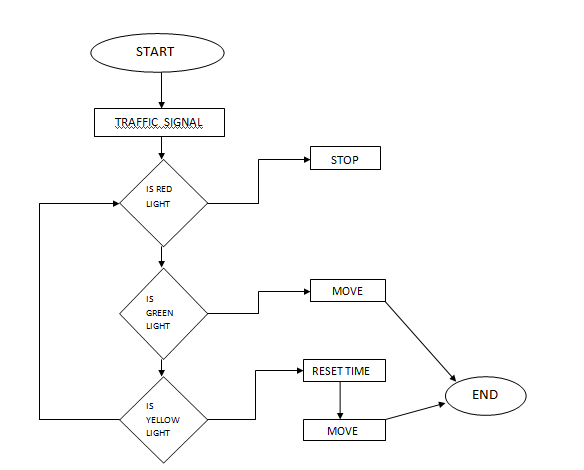 START
TRAFFIC SIGNAL
IS RED
LIGHT
STOP
IS
GREEN
LIGHT
MOVE
IS
YELLOW
LIGHT
RESET TIME
MOVE
END